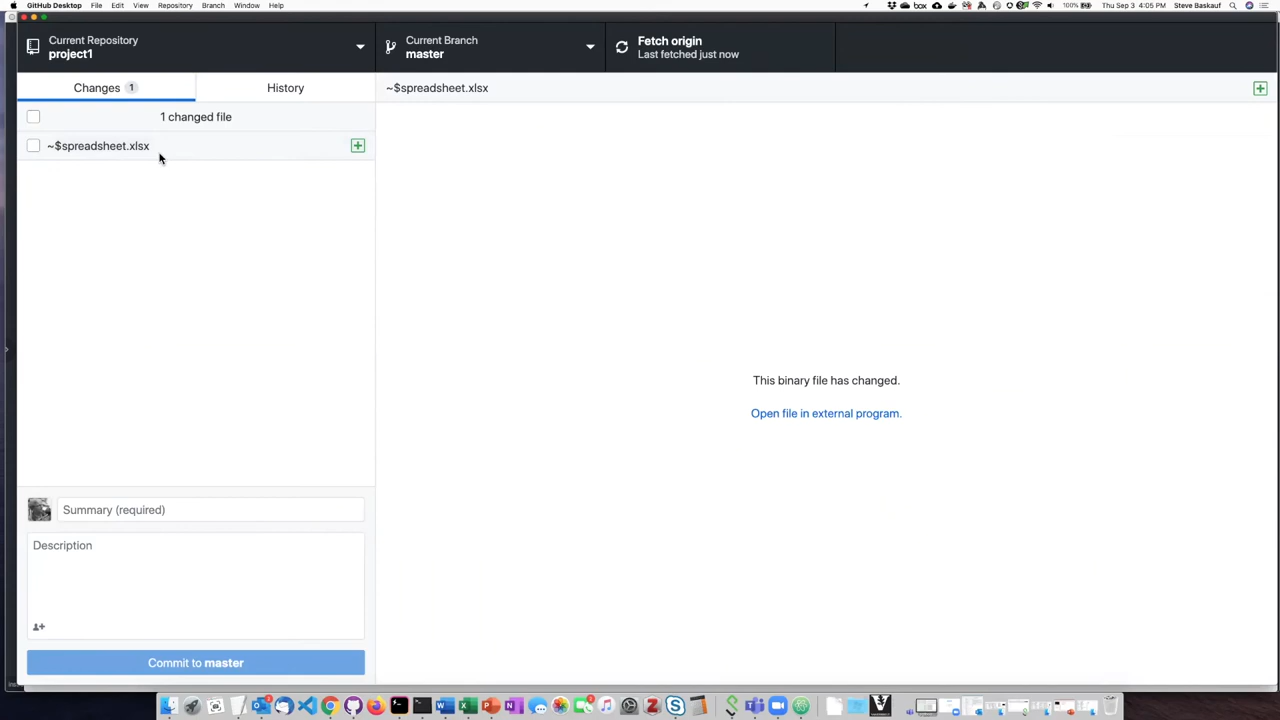 GitHub Desktop File Edit View Repository Branch Window Help
box 100% Thu Sep 3 4:05 PM Steve Baskauf
Current Repository
project1
Current Branch
master
Fetch origin
Last fetched just now
Changes 1
History
~$spreadsheet.xlsx
1 changed file
~$spreadsheet.xlsx
This binary file has changed.
Open file in external program.
Summary (required)
Description
Commit to master